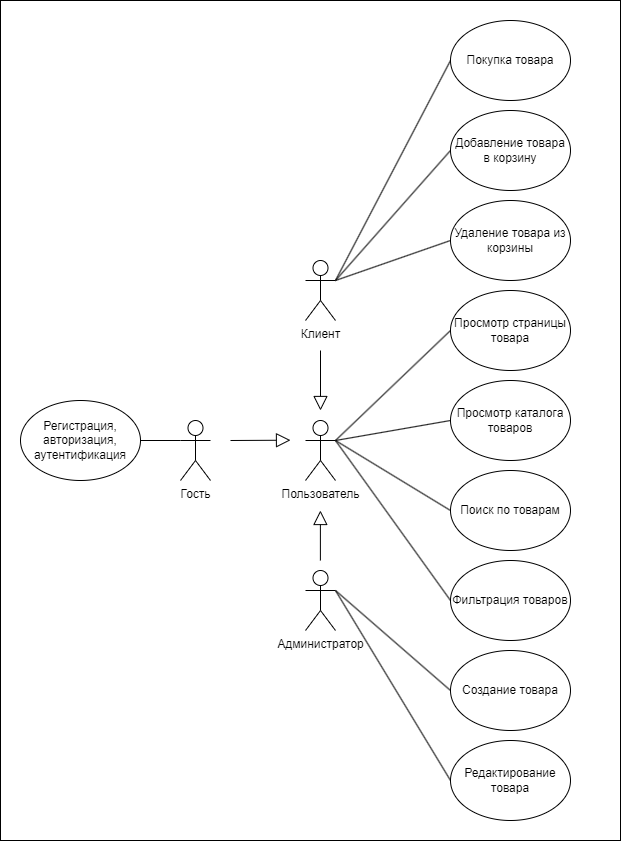 Покупка товара
Добавление товара
в корзину
Удаление товара из
корзины
Клиент
Просмотр страницы
товара
Просмотр каталога
товаров
Регистрация,
авторизация,
аутентификация
Гость
Пользователь
Поиск по товарам
Фильтрация товаров
Администратор
Создание товара
Редактирование
товара